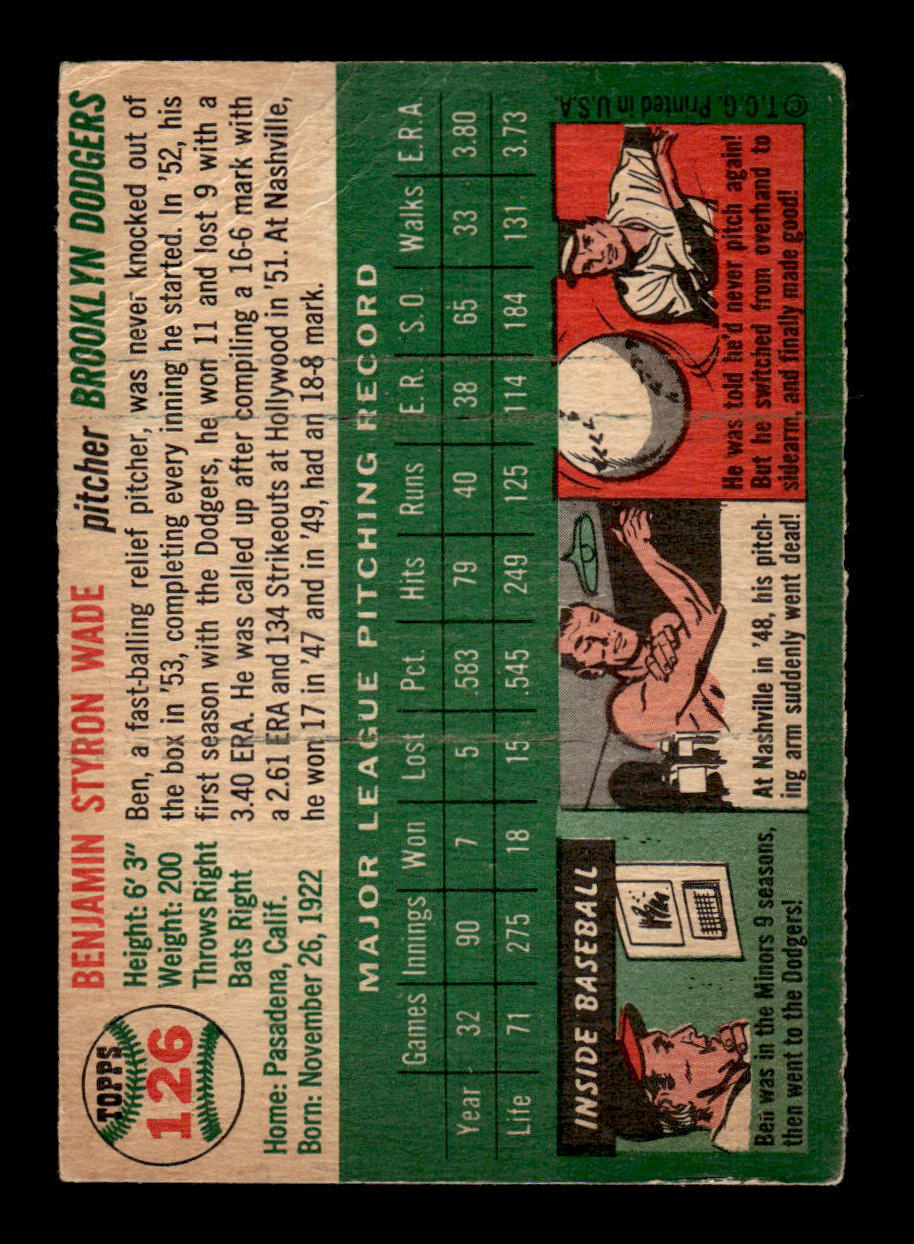 TOPPS
126
BENJAMIN STYRON WADE pitcher BROOKLYN DODGERS
Height: 6' 3"
Weight: 200
Throws Right
Bats Right
Home: Pasadena, Calif.
Born: November 26, 1922
Ben, a fast-balling relief pitcher, was never knocked out of
the box in '53, completing every inning he started. In '52, his
first season with the Dodgers, he won 11 and lost 9 with a
3.40 ERA. He was called up after compiling a 16-6 mark with
a 2.61 ERA and 134 Strikeouts at Hollywood in '51. At Nashville,
he won 17 in '47 and in '49, had an 18-8 mark.
MAJOR LEAGUE PITCHING RECORD
Games Innings Won Lost Pct. Hits Runs E.R. S.O. Walks E.R.A.
Year 32 90 7 5 .583 79 40 38 65 33 3.80
Life 71 275 18 15 .545 249 125 114 184 131 3.73
INSIDE BASEBALL
Ben was in the Minors 9 seasons,
then went to the Dodgers!
At Nashville in '48, his pitch-
ing arm suddenly went dead!
He was told he'd never pitch again!
But he switched from overhand to
sidearm, and finally made good!
© T.C.G. Printed in U.S.A.